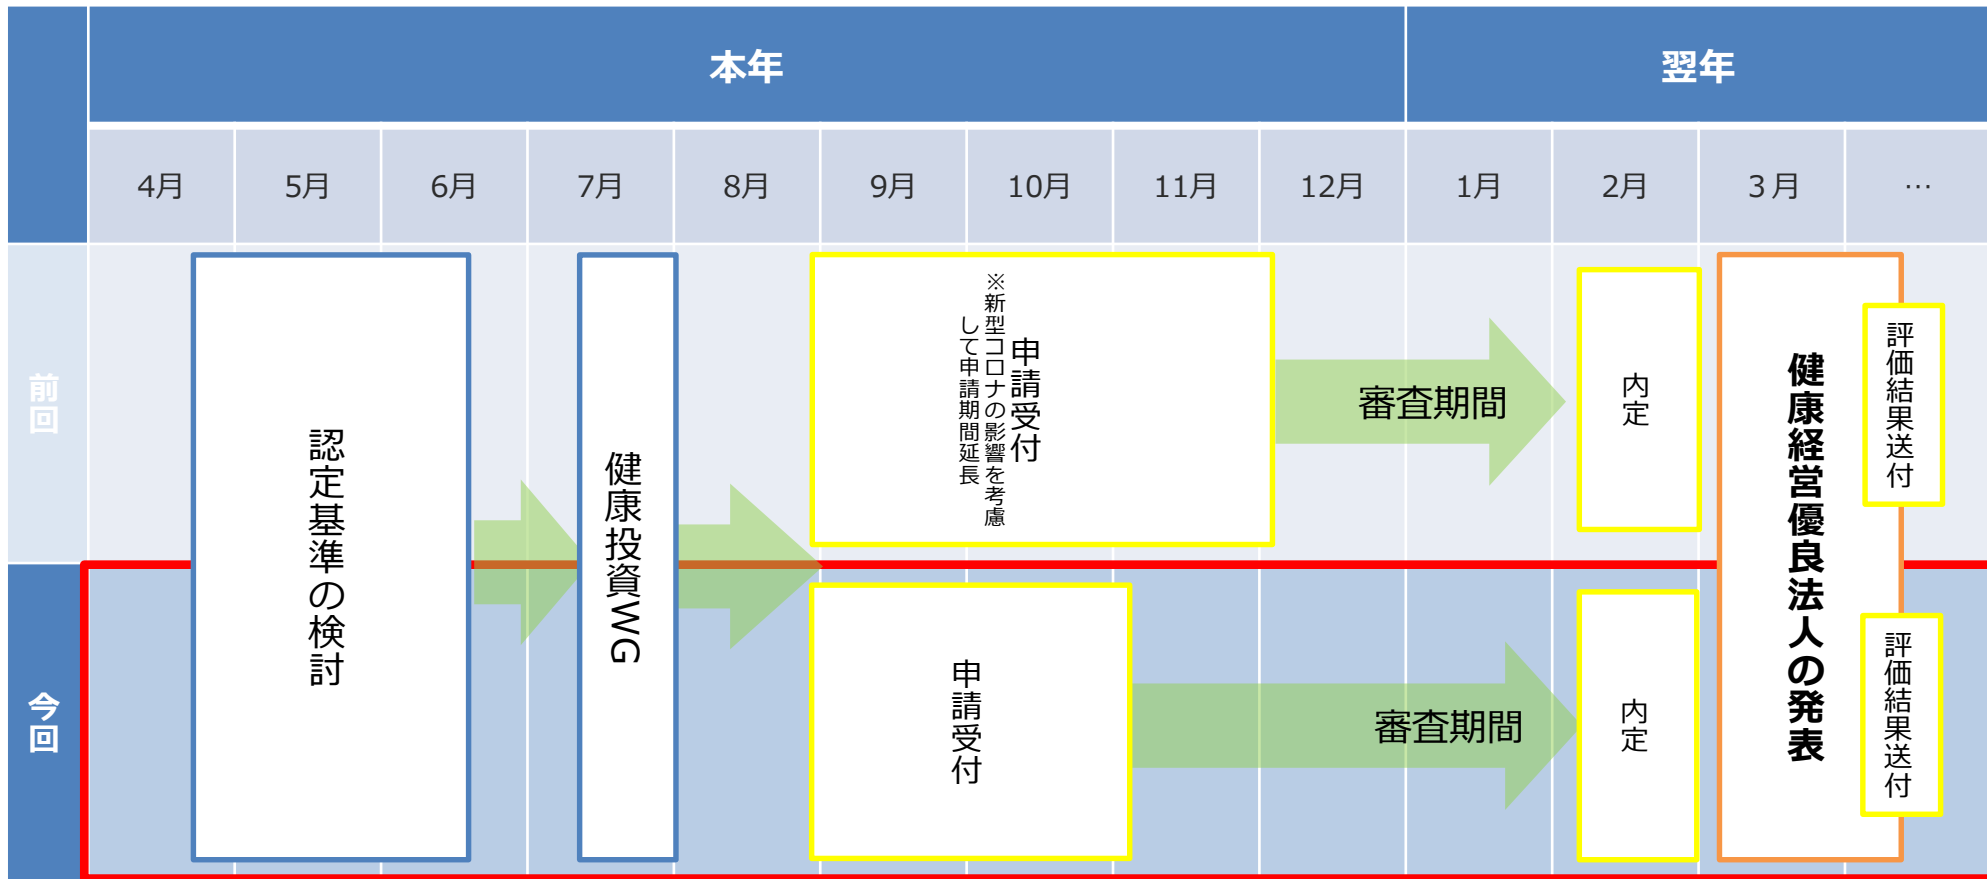 本年
翌年
4月
5月
6月
7月
8月
9月
10月
11月
12月
1月
2月
３月
…
前回
今回
認定基準の検討
健康投資WG
申請受付
※新型コロナの影響を考慮
して申請期間延長
審査期間
内定
健康経営優良法人の発表
評価結果送付
申請受付
審査期間
内定
評価結果送付